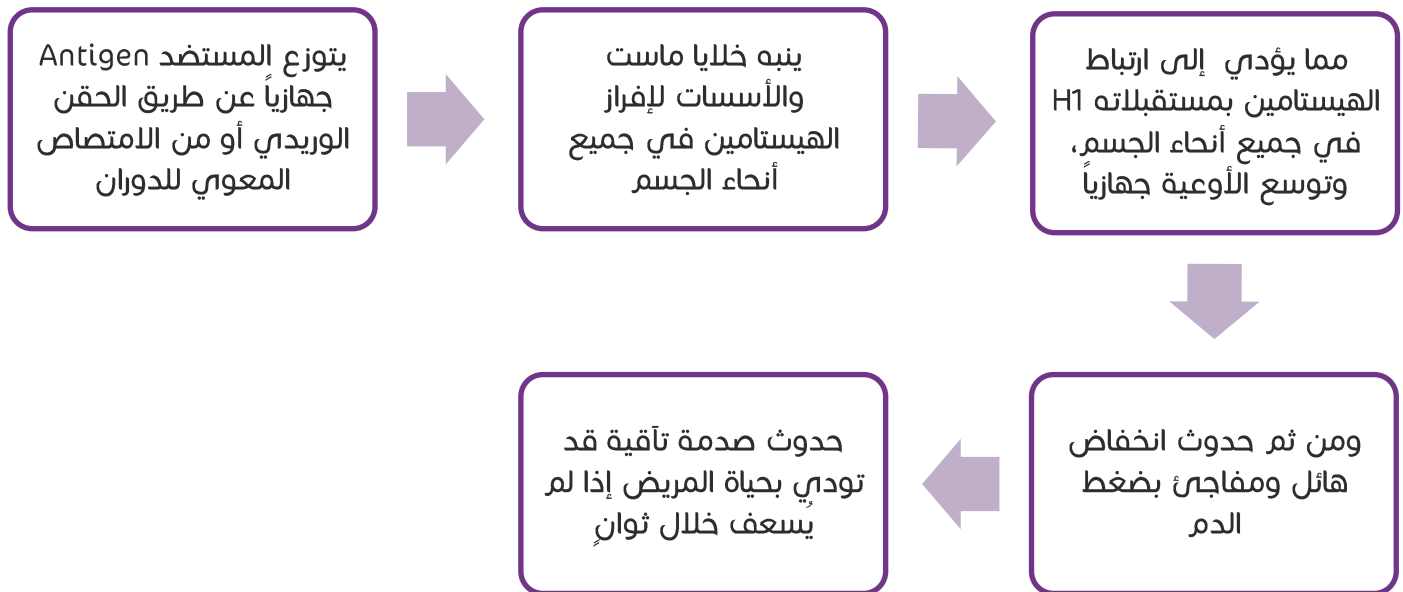 يتوزع المستضد Antigen
جهازياً عن طريق الحقن
الوريدي أو من الامتصاص
المعوي للدوران
ينبه خلايا ماست
والأسسات لإفراز
الهيستامين في جميع
أنحاء الجسم
مما يؤدي إلى ارتباط
الهيستامين بمستقبلاته H1
في جميع أنحاء الجسم،
وتوسع الأوعية جهازياً
ومن ثم حدوث انخفاض
هائل ومفاجئ بضغط
الدم
حدوث صدمة تآقية قد
تودي بحياة المريض إذا لم
يُسعف خلال ثوانٍ